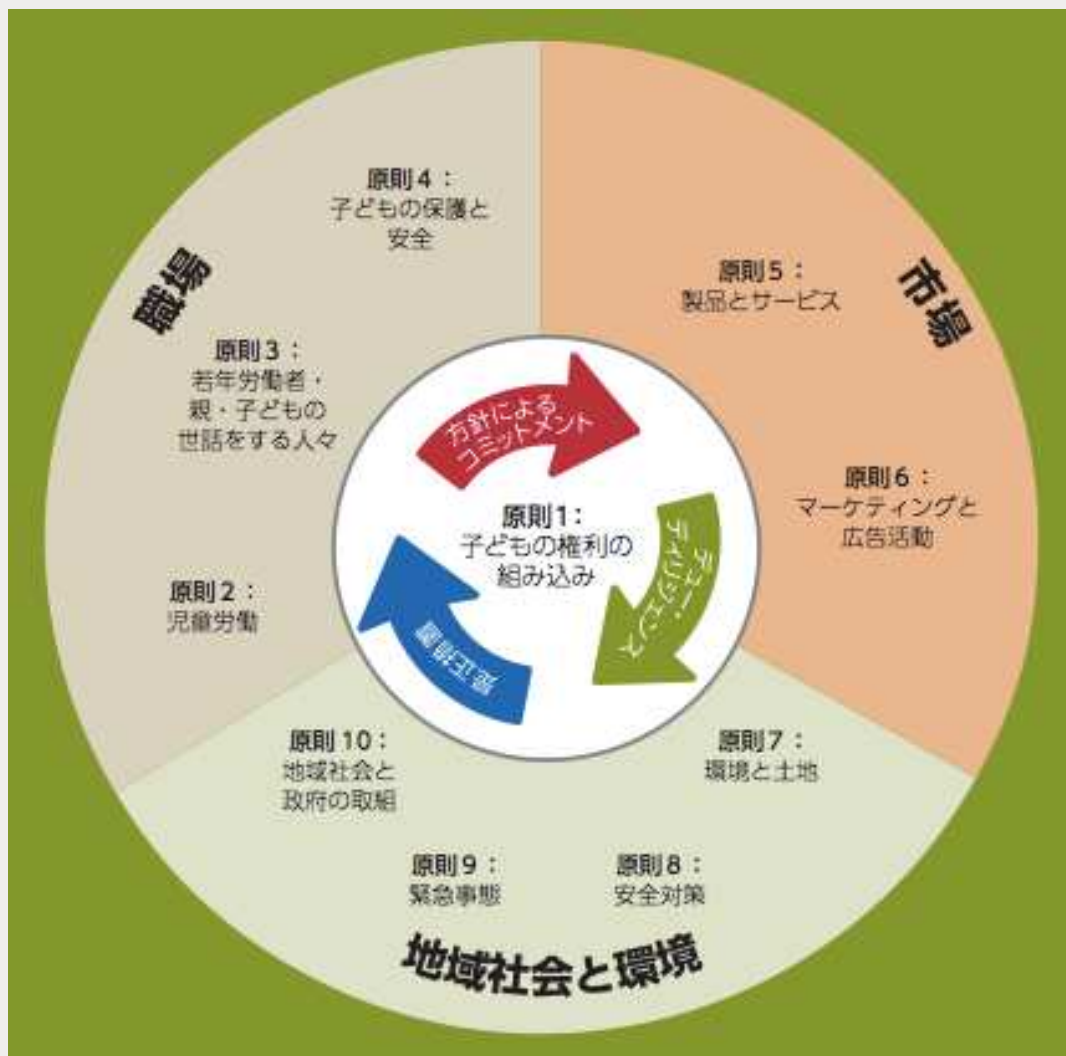 職場
原則4：
子どもの保護と
安全
原則3：
若年労働者・
親・子どもの
世話をする人々
原則2：
児童労働
市場
原則5：
製品とサービス
原則6：
マーケティングと
広告活動
方針による
コミットメント
原則1：
子どもの権利の
組み込み
デュー・
ディリジェンス
是正措置
原則10：
地域社会と
政府の取組
原則7：
環境と土地
原則9：
緊急事態
原則8：
安全対策
地域社会と環境